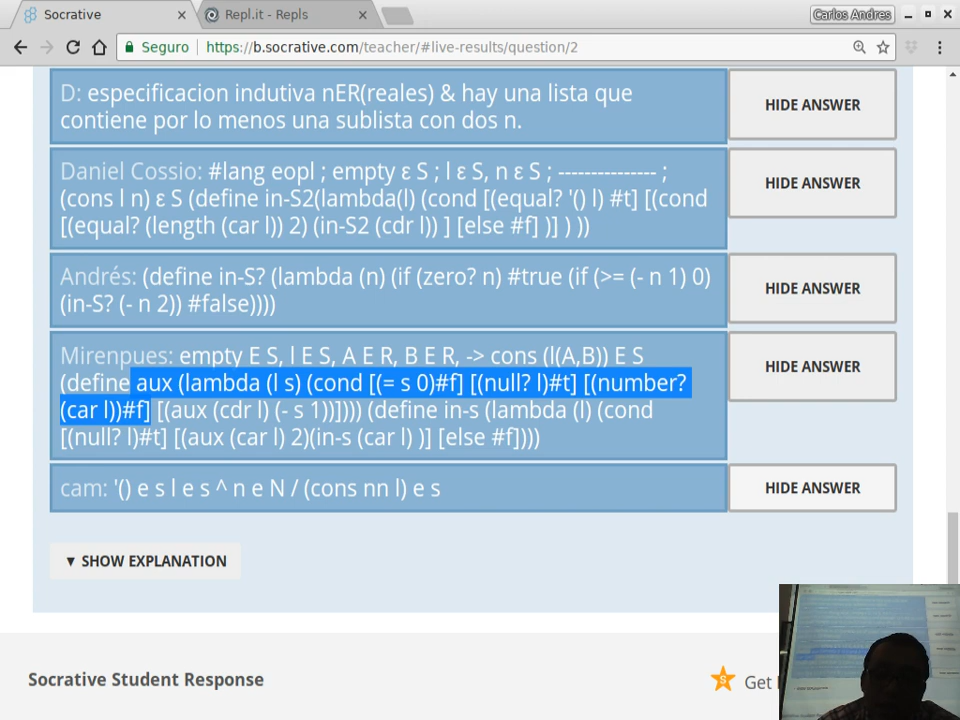 Socrative
Repl.it - Repls
Carlos Andres
Seguro
https://b.socrative.com/teacher/#live-results/question/2
D: especificacion indutiva nER(reales) & hay una lista que
contiene por lo menos una sublista con dos n.
HIDE ANSWER
Daniel Cossio: #lang eopl ; empty ε S ; l ε S, n ε S ; --------------- ;
(cons l n) ε S (define in-S2(lambda(l) (cond [(equal? '() l) #t] [(cond
[(equal? (length (car l)) 2) (in-S2 (cdr l)) ] [else #f] )] ) ))
HIDE ANSWER
Andrés: (define in-S? (lambda (n) (if (zero? n) #true (if (>= (- n 1) 0)
(in-S? (- n 2)) #false))))
HIDE ANSWER
Mirenpues: empty E S, l E S, A E R, B E R, -> cons (l(A,B)) E S
(define aux (lambda (l s) (cond [(= s 0)#f] [(null? l)#t] [(number?
(car l))#f] [(aux (cdr l) (- s 1))]))) (define in-s (lambda (l) (cond
[(null? l)#t] [(aux (car l) 2)(in-s (car l) )] [else #f])))
HIDE ANSWER
cam: '() e s l e s ^ n e N / (cons nn l) e s
HIDE ANSWER
▼ SHOW EXPLANATION
Socrative Student Response
Get